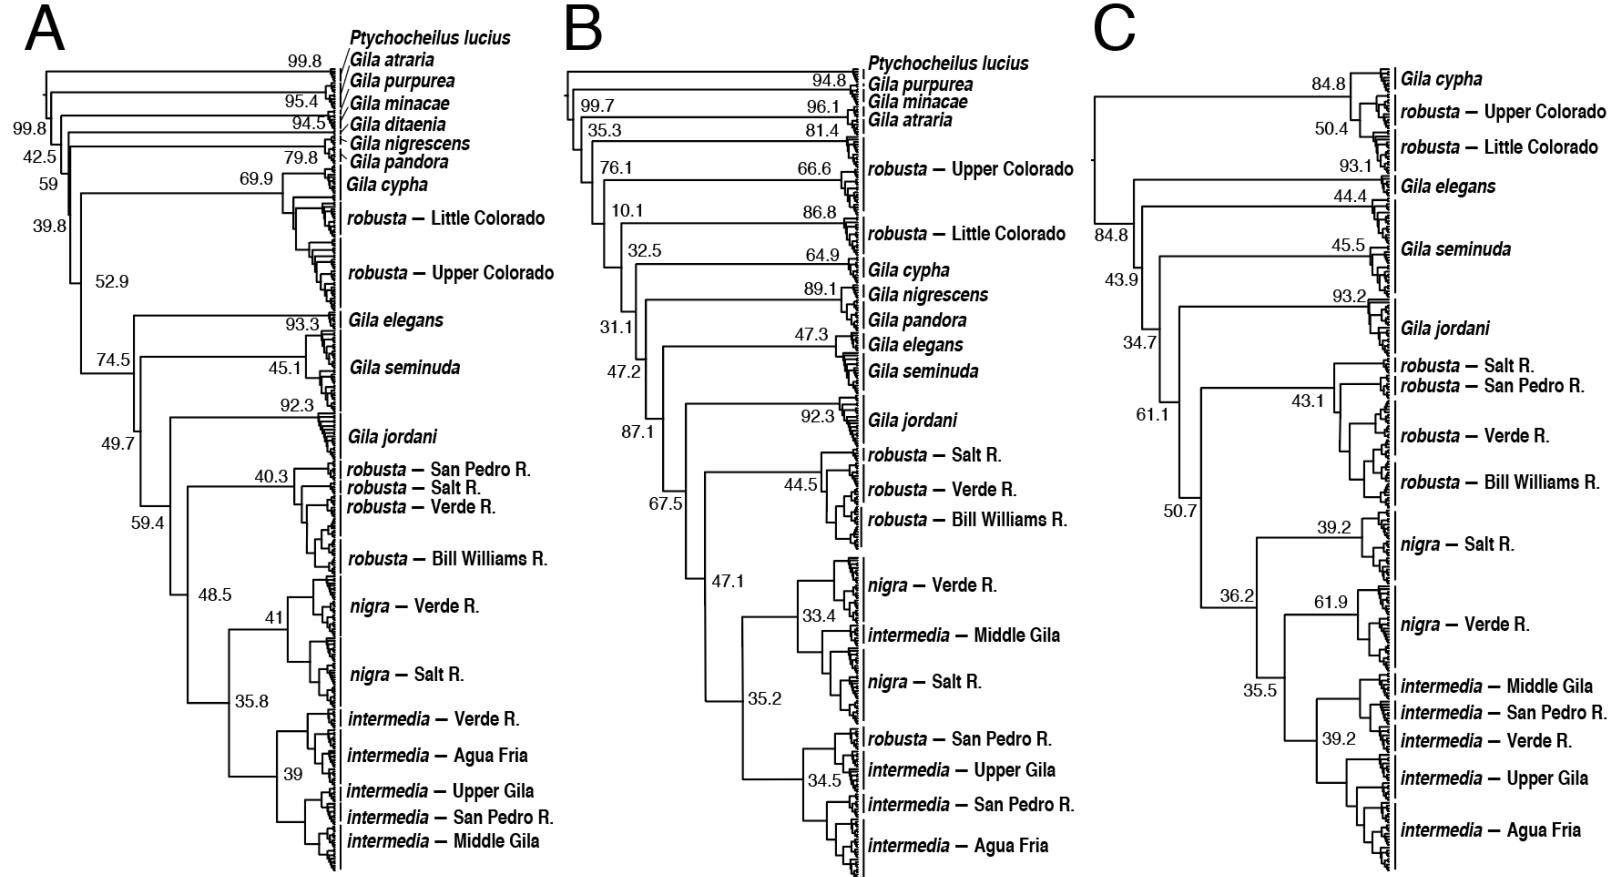 A
Ptychocheilus lucius
99.8
Gila atraria
Gila purpurea
95.4
Gila minacae
94.5
Gila ditaenia
99.8
Gila nigrescens
42.5
79.8
Gila pandora
59
69.9
Gila cypha
39.8
robusta — Little Colorado
52.9
robusta — Upper Colorado
93.3
Gila elegans
74.5
45.1
Gila seminuda
92.3
49.7
Gila jordani
40.3
robusta — San Pedro R.
robusta — Salt R.
robusta — Verde R.
59.4
robusta — Bill Williams R.
48.5
41
nigra — Verde R.
nigra — Salt R.
35.8
intermedia — Verde R.
intermedia — Agua Fria
39
intermedia — Upper Gila
intermedia — San Pedro R.
intermedia — Middle Gila
B
Ptychocheilus lucius
94.8
Gila purpurea
99.7
96.1
Gila minacae
Gila atraria
35.3
81.4
76.1
66.6
robusta — Upper Colorado
10.1
86.8
robusta — Little Colorado
32.5
64.9
Gila cypha
89.1
Gila nigrescens
31.1
Gila pandora
47.3
Gila elegans
47.2
Gila seminuda
92.3
Gila jordani
87.1
robusta — Salt R.
44.5
robusta — Verde R.
67.5
robusta — Bill Williams R.
47.1
nigra — Verde R.
33.4
intermedia — Middle Gila
nigra — Salt R.
35.2
robusta — San Pedro R.
34.5
intermedia — Upper Gila
intermedia — San Pedro R.
intermedia — Agua Fria
C
84.8
Gila cypha
robusta — Upper Colorado
50.4
robusta — Little Colorado
93.1
Gila elegans
44.4
84.8
45.5
Gila seminuda
43.9
93.2
Gila jordani
34.7
robusta — Salt R.
robusta — San Pedro R.
43.1
61.1
robusta — Verde R.
robusta — Bill Williams R.
50.7
39.2
nigra — Salt R.
36.2
61.9
nigra — Verde R.
35.5
intermedia — Middle Gila
intermedia — San Pedro R.
39.2
intermedia — Verde R.
intermedia — Upper Gila
intermedia — Agua Fria